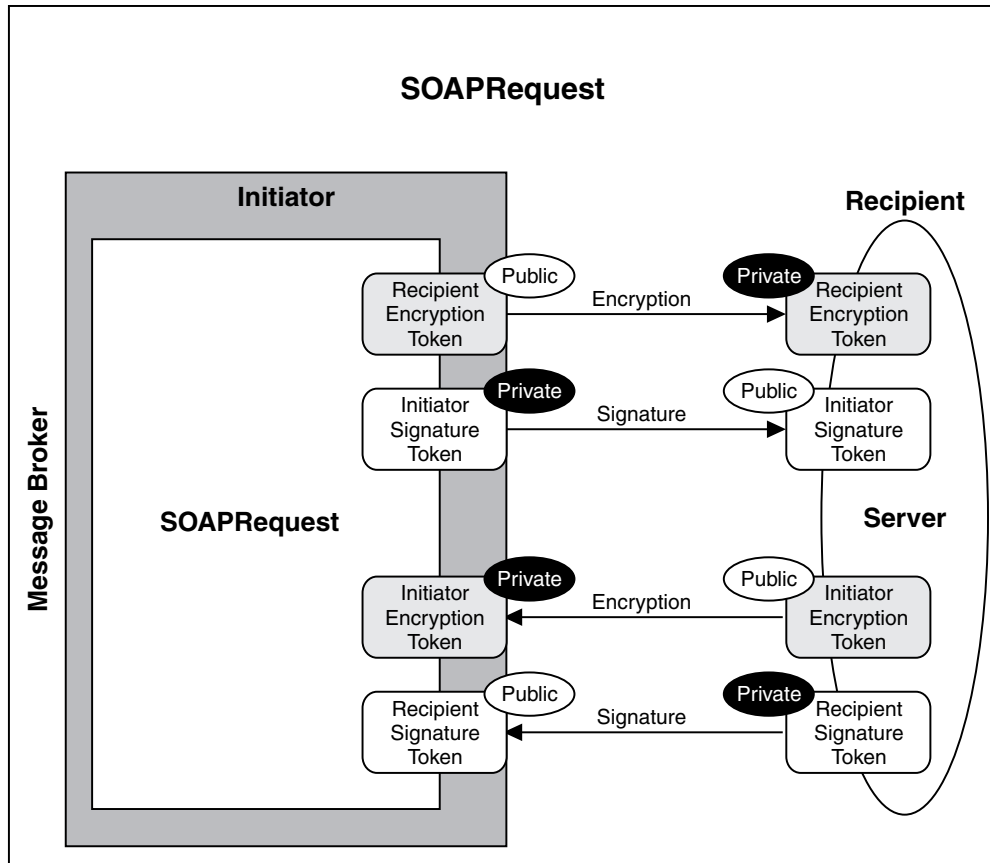 SOAPRequest
Initiator
Recipient
Public
Private
Recipient
Encryption
Token
Encryption
Recipient
Encryption
Token
Private
Public
Initiator
Signature
Token
Signature
Initiator
Signature
Token
Message Broker
SOAPRequest
Server
Private
Public
Initiator
Encryption
Token
Encryption
Initiator
Encryption
Token
Public
Private
Recipient
Signature
Token
Signature
Recipient
Signature
Token